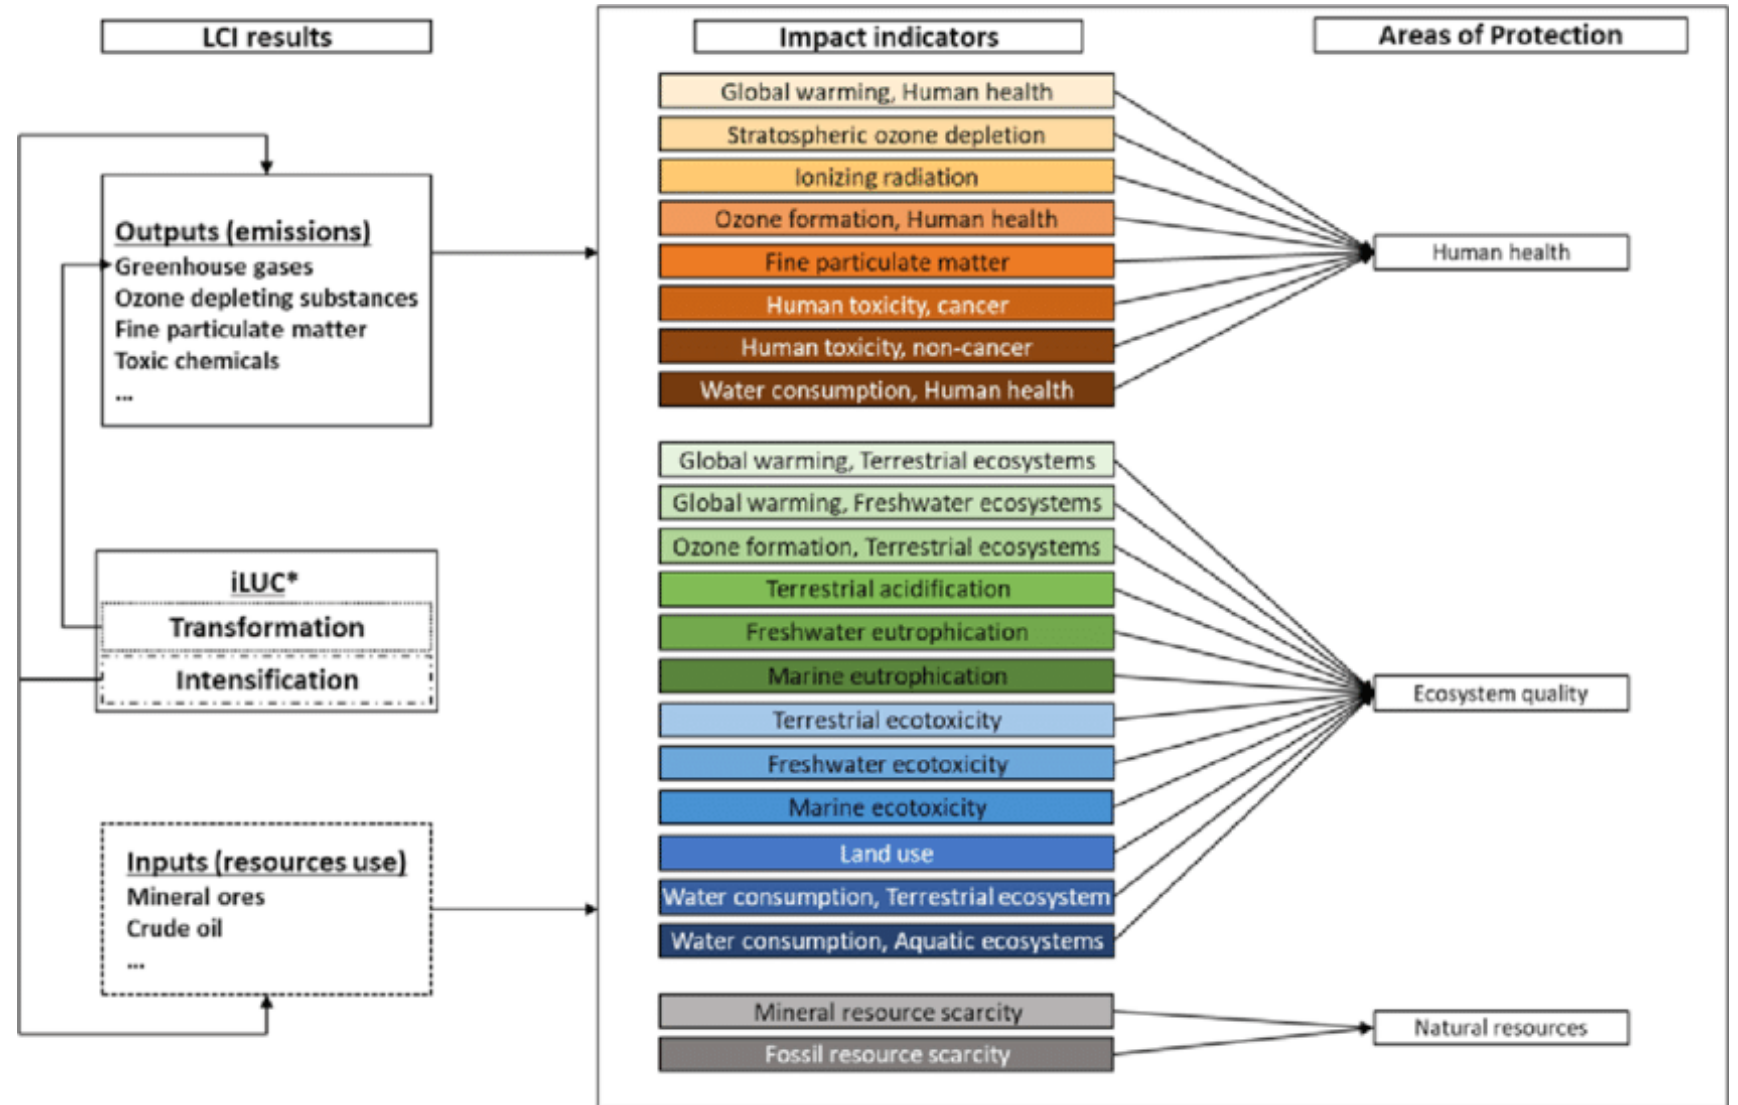 LCI results
Outputs (emissions)
Greenhouse gases
Ozone depleting substances
Fine particulate matter
Toxic chemicals
...
iLUC*
Transformation
Intensification
Inputs (resources use)
Mineral ores
Crude oil
...
Impact indicators
Global warming, Human health
Stratospheric ozone depletion
Ionizing radiation
Ozone formation, Human health
Fine particulate matter
Human toxicity, cancer
Human toxicity, non-cancer
Water consumption, Human health
Global warming, Terrestrial ecosystems
Global warming, Freshwater ecosystems
Ozone formation, Terrestrial ecosystems
Terrestrial acidification
Freshwater eutrophication
Marine eutrophication
Terrestrial ecotoxicity
Freshwater ecotoxicity
Marine ecotoxicity
Land use
Water consumption, Terrestrial ecosystem
Water consumption, Aquatic ecosystems
Mineral resource scarcity
Fossil resource scarcity
Areas of Protection
Human health
Ecosystem quality
Natural resources